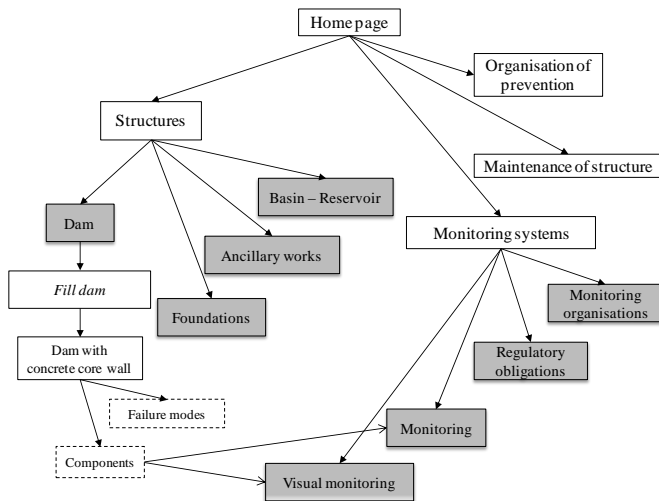 Home page
Organisation of
prevention
Structures
Maintenance of structure
Basin – Reservoir
Dam
Monitoring systems
Ancillary works
Fill dam
Monitoring
organisations
Foundations
Dam with
concrete core wall
Regulatory
obligations
Failure modes
Monitoring
Components
Visual monitoring